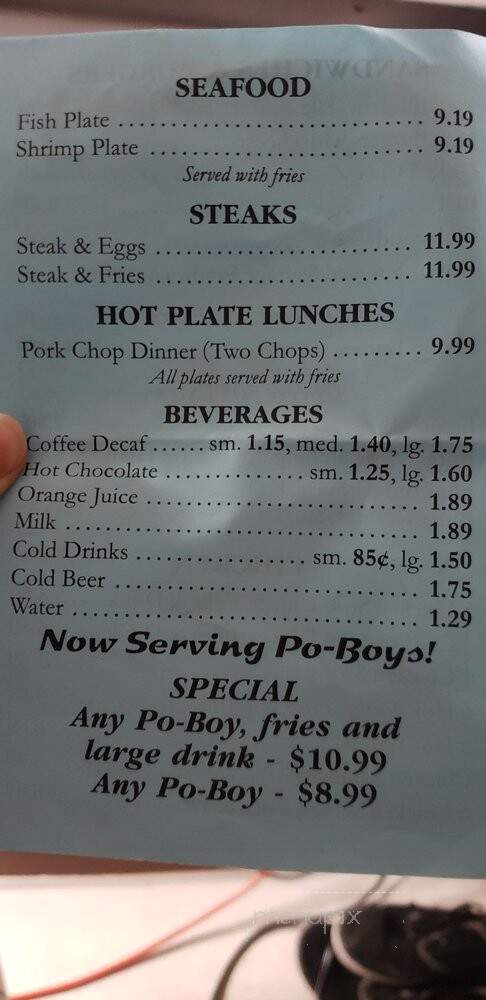 SEAFOOD
Fish Plate .............................. 9.19
Shrimp Plate ........................... 9.19
Served with fries
STEAKS
Steak & Eggs ......................... 11.99
Steak & Fries ......................... 11.99
HOT PLATE LUNCHES
Pork Chop Dinner (Two Chops) ......... 9.99
All plates served with fries
BEVERAGES
Coffee Decaf ...... sm. 1.15, med. 1.40, lg. 1.75
Hot Chocolate ................ sm. 1.25, lg. 1.60
Orange Juice ........................... 1.89
Milk ................................... 1.89
Cold Drinks ................. sm. 85¢, lg. 1.50
Cold Beer .............................. 1.75
Water .................................. 1.29
Now Serving Po-Boys!
SPECIAL
Any Po-Boy, fries and
large drink - $10.99
Any Po-Boy - $8.99